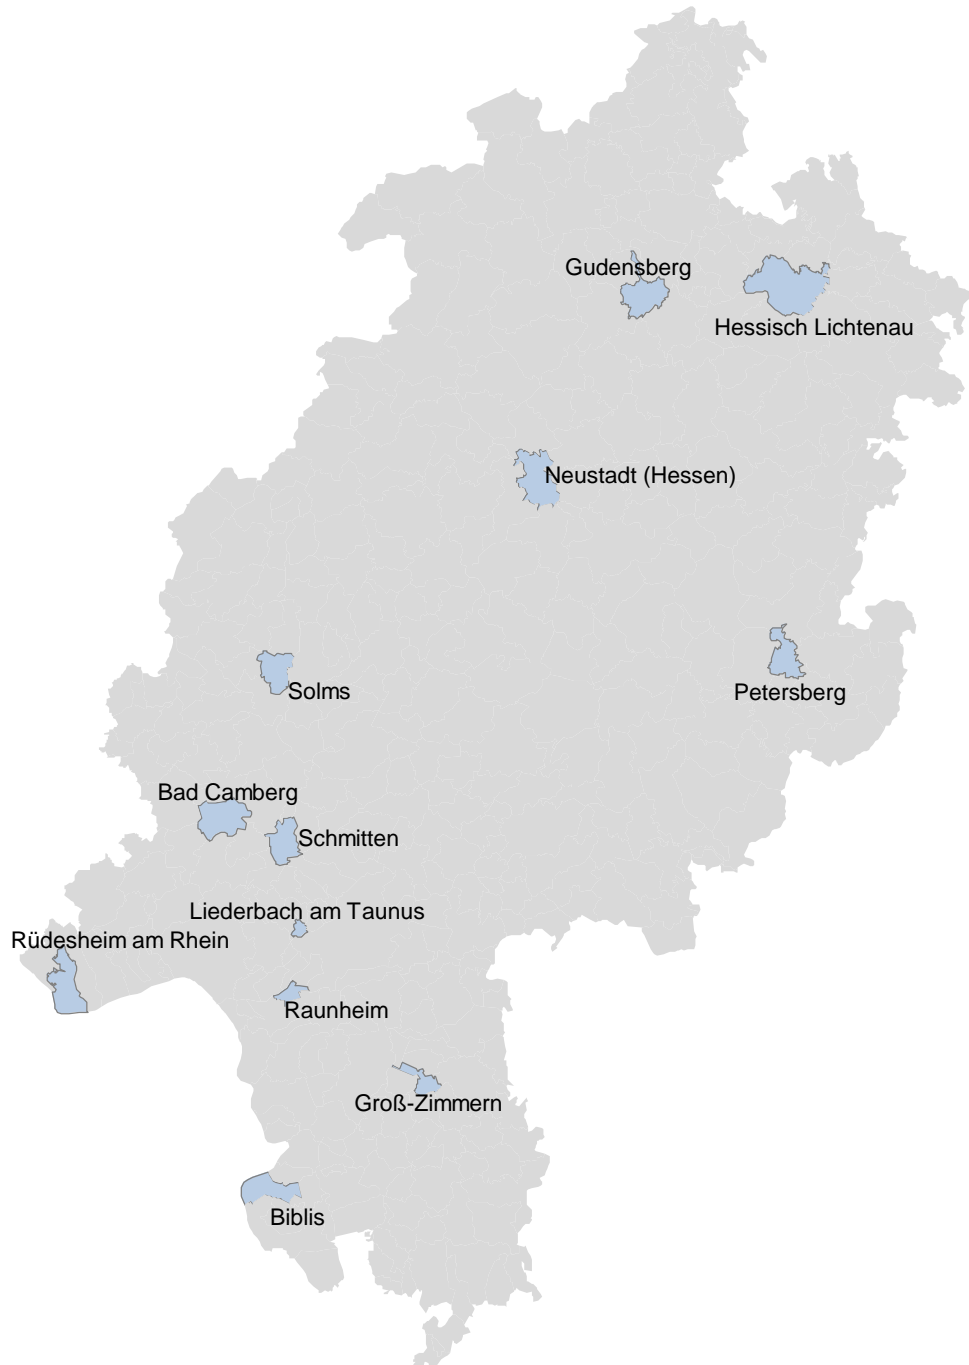 Gudensberg
Hessisch Lichtenau
Neustadt (Hessen)
Solms
Petersberg
Bad Camberg
Schmitten
Liederbach am Taunus
Rüdesheim am Rhein
Raunheim
Groß-Zimmern
Biblis